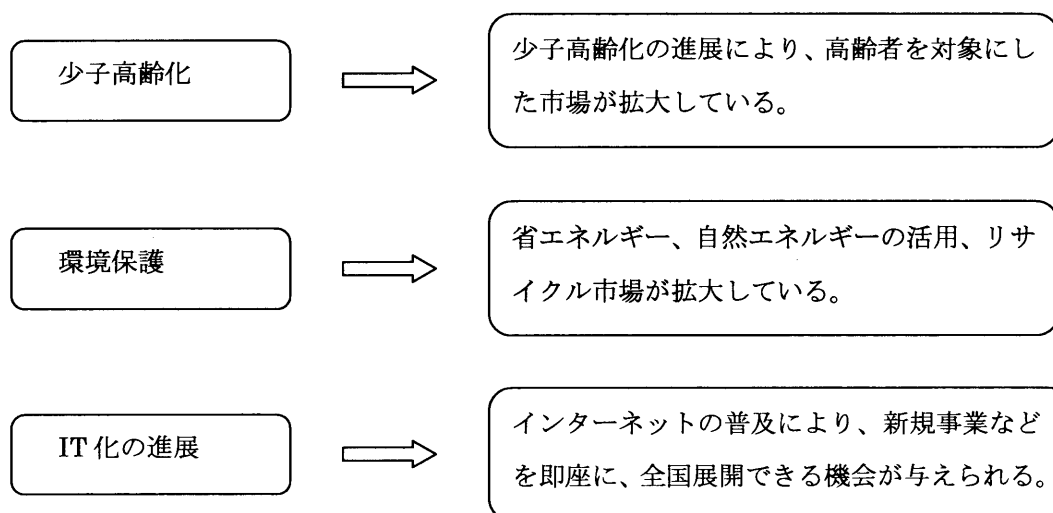 少子高齢化
少子高齢化の進展により、高齢者を対象にし
た市場が拡大している。
環境保護
省エネルギー、自然エネルギーの活用、リサ
イクル市場が拡大している。
IT 化の進展
インターネットの普及により、新規事業など
を即座に、全国展開できる機会が与えられる。